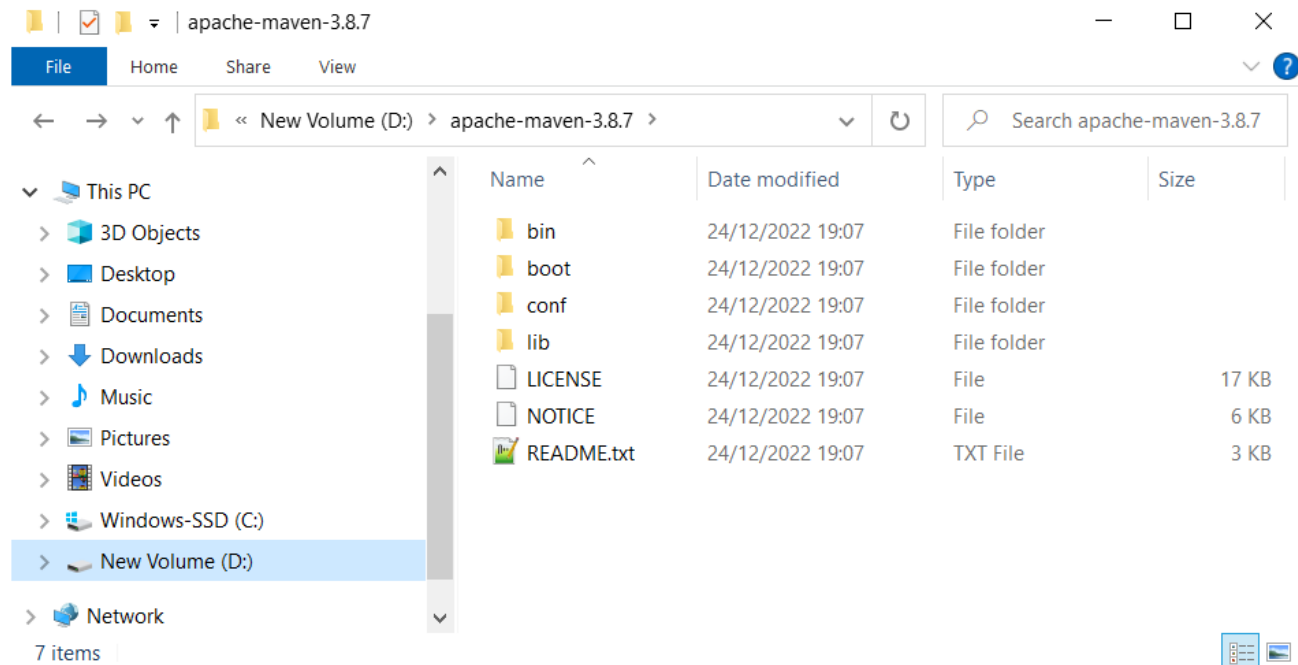 apache-maven-3.8.7
File Home Share View
« New Volume (D:) > apache-maven-3.8.7 >
Search apache-maven-3.8.7
This PC
3D Objects
Desktop
Documents
Downloads
Music
Pictures
Videos
Windows-SSD (C:)
New Volume (D:)
Network
Name Date modified Type Size
bin 24/12/2022 19:07 File folder
boot 24/12/2022 19:07 File folder
conf 24/12/2022 19:07 File folder
lib 24/12/2022 19:07 File folder
LICENSE 24/12/2022 19:07 File 17 KB
NOTICE 24/12/2022 19:07 File 6 KB
README.txt 24/12/2022 19:07 TXT File 3 KB
7 items